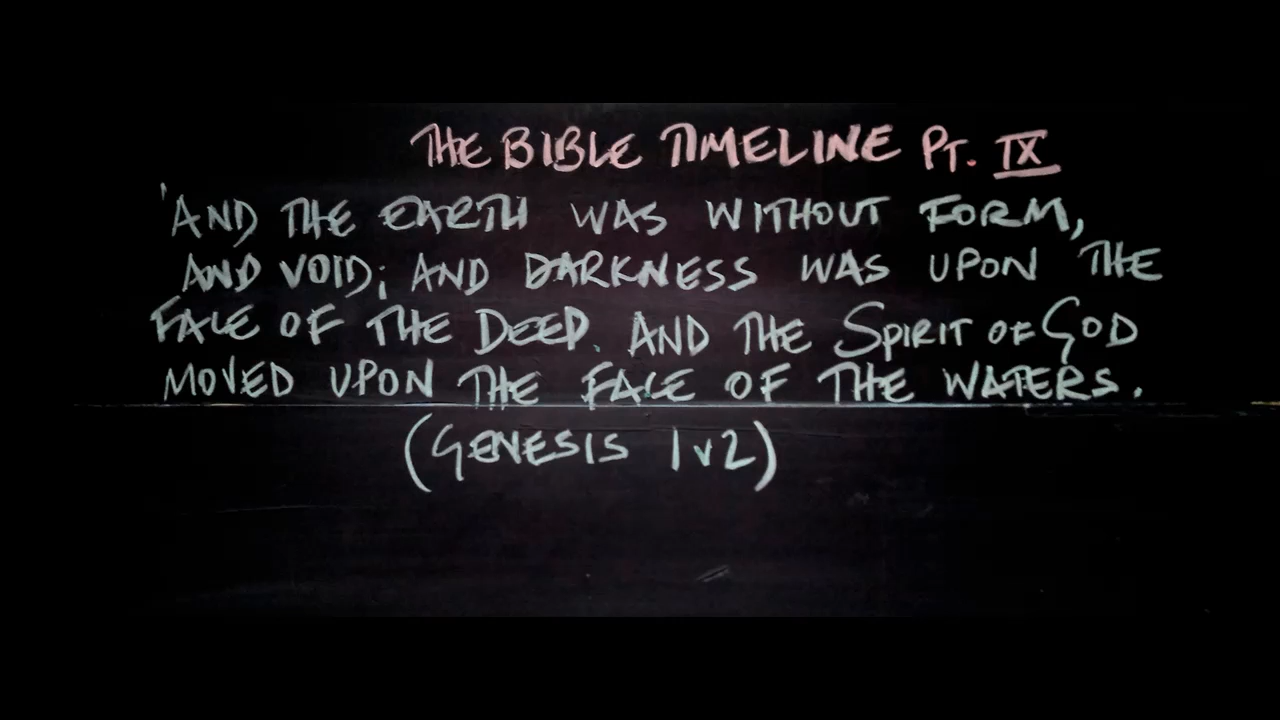 THE BIBLE TIMELINE PT. IX
'AND THE EARTH WAS WITHOUT FORM,
AND VOID; AND DARKNESS WAS UPON THE
FACE OF THE DEEP. AND THE SPIRIT OF GOD
MOVED UPON THE FACE OF THE WATERS.
(GENESIS 1v2)